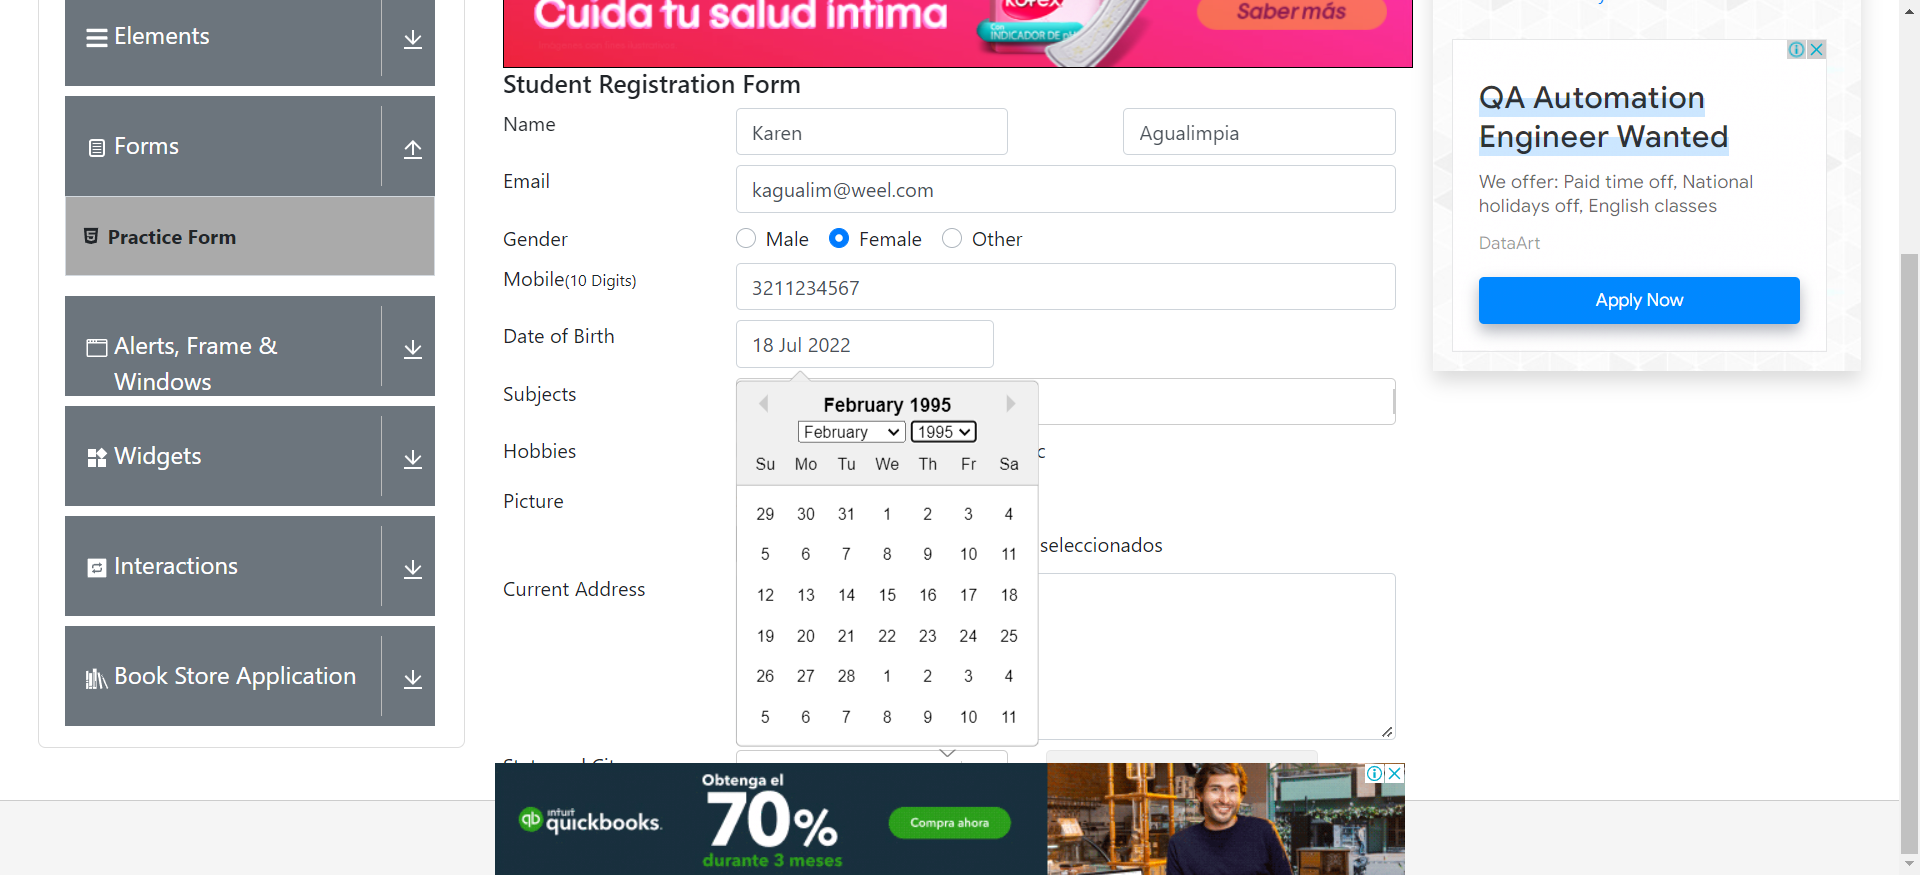 Elements
Forms
Practice Form
Alerts, Frame &
Windows
Widgets
Interactions
Book Store Application
Cuida tu salud íntima
Kotex
Con
INDICADOR DE pH
Saber más
Student Registration Form
Name
Karen
Agualimpia
Email
kagualim@weel.com
Gender
Male
Female
Other
Mobile(10 Digits)
3211234567
Date of Birth
18 Jul 2022
Subjects
February 1995
February
1995
Su Mo Tu We Th Fr Sa
29 30 31 1 2 3 4
5 6 7 8 9 10 11
12 13 14 15 16 17 18
19 20 21 22 23 24 25
26 27 28 1 2 3 4
5 6 7 8 9 10 11
Hobbies
c
Picture
seleccionados
Current Address
QA Automation
Engineer Wanted
We offer: Paid time off, National
holidays off, English classes
DataArt
Apply Now
intuit
quickbooks.
Obtenga el
70%
durante 3 meses
Compra ahora